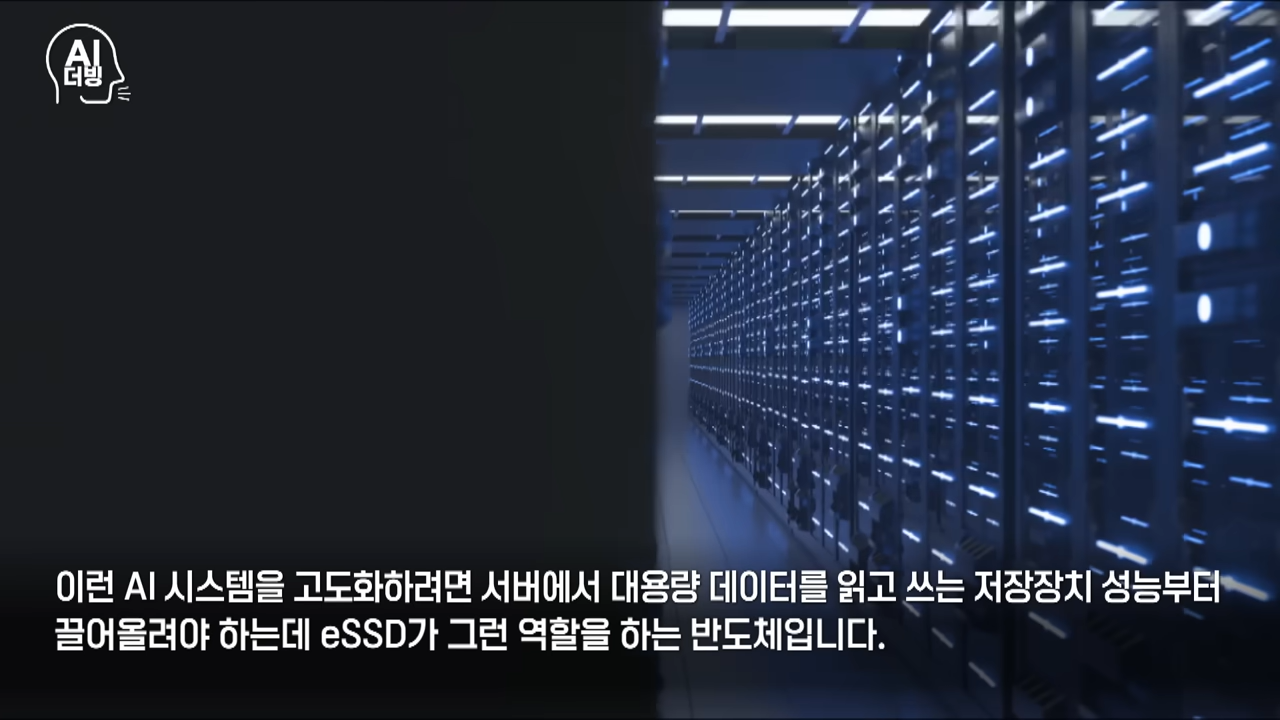 AI
더빙
이런 AI 시스템을 고도화하려면 서버에서 대용량 데이터를 읽고 쓰는 저장장치 성능부터
끌어올려야 하는데 eSSD가 그런 역할을 하는 반도체입니다.